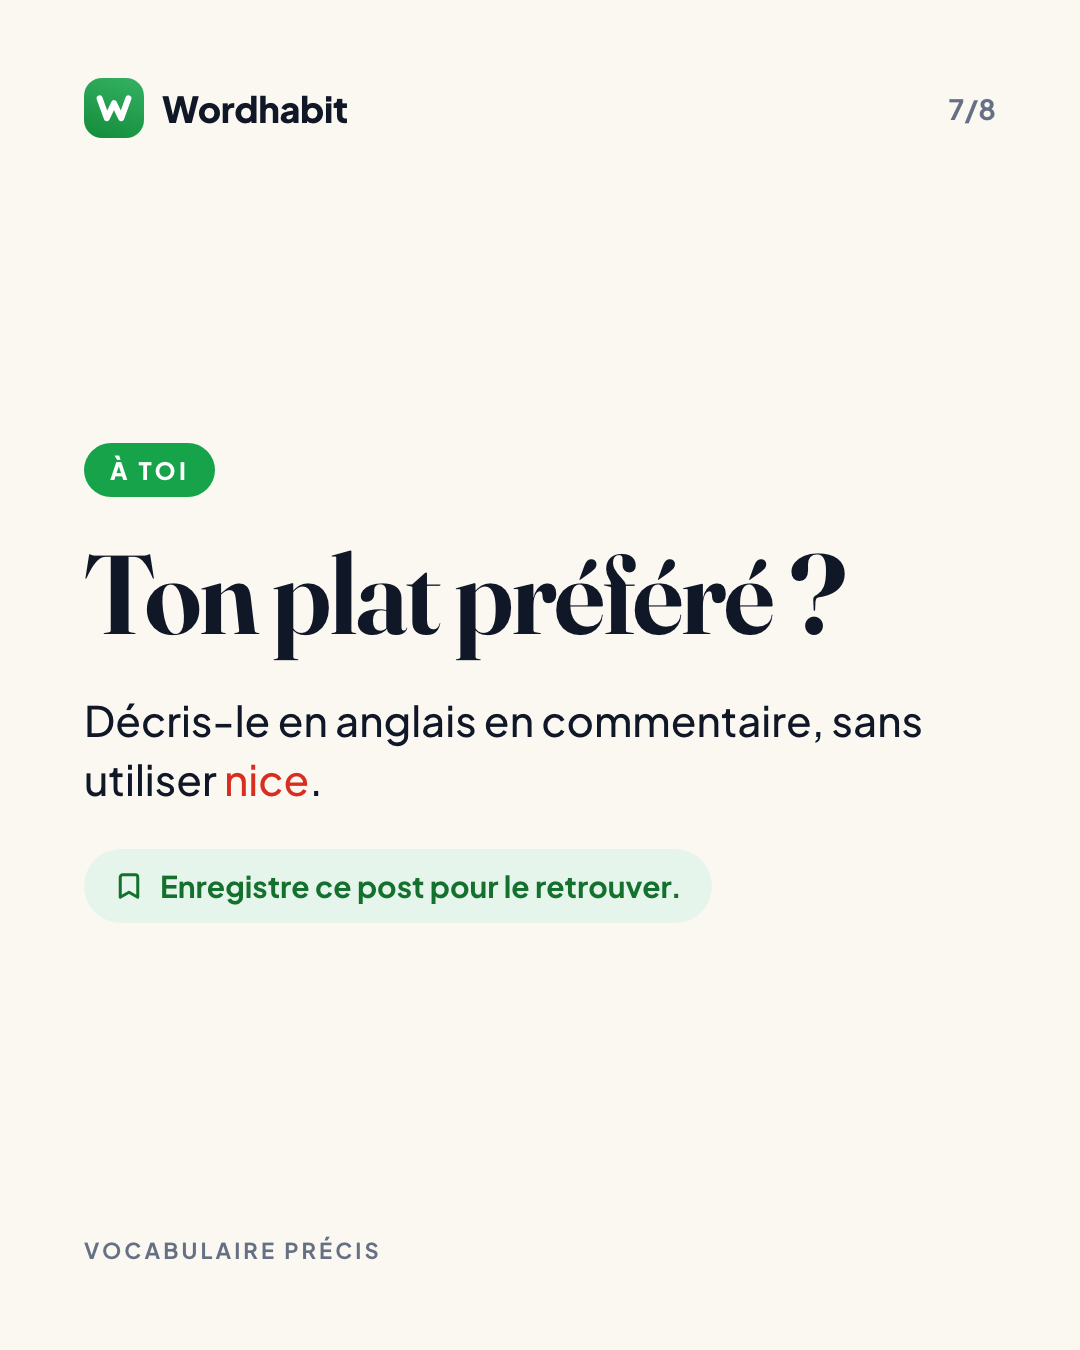 Wordhabit
7/8
À TOI
Ton plat préféré ?
Décris-le en anglais en commentaire, sans
utiliser nice.
Enregistre ce post pour le retrouver.
VOCABULAIRE PRÉCIS